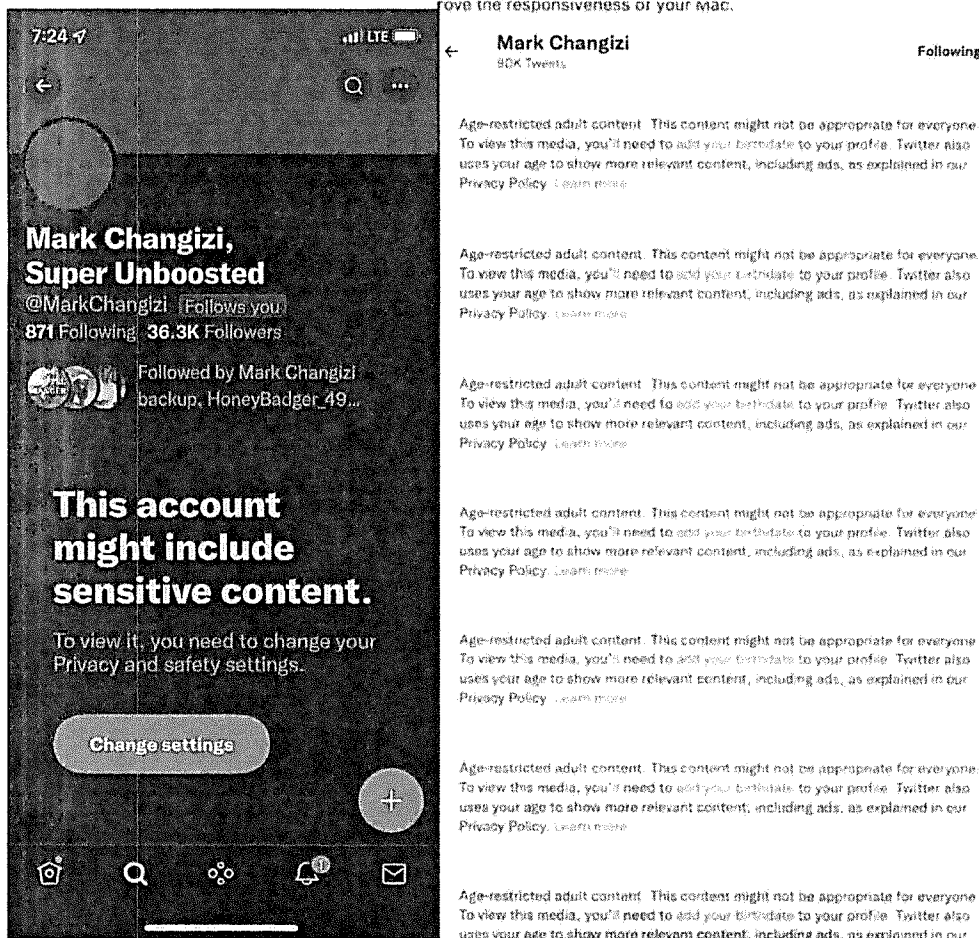 rove the responsiveness of your Mac.
7:24
LTE
Mark Changizi,
Super Unboosted
@MarkChangizi Follows you
871 Following 36.3K Followers
Followed by Mark Changizi
backup, HoneyBadger_49...
This account
might include
sensitive content.
To view it, you need to change your
Privacy and safety settings.
Change settings
1
Mark Changizi
90K Tweets
Following
Age-restricted adult content. This content might not be appropriate for everyone.
To view this media, you'll need to add your birthdate to your profile. Twitter also
uses your age to show more relevant content, including ads, as explained in our
Privacy Policy. Learn more
Age-restricted adult content. This content might not be appropriate for everyone.
To view this media, you'll need to add your birthdate to your profile. Twitter also
uses your age to show more relevant content, including ads, as explained in our
Privacy Policy. Learn more
Age-restricted adult content. This content might not be appropriate for everyone.
To view this media, you'll need to add your birthdate to your profile. Twitter also
uses your age to show more relevant content, including ads, as explained in our
Privacy Policy. Learn more
Age-restricted adult content. This content might not be appropriate for everyone.
To view this media, you'll need to add your birthdate to your profile. Twitter also
uses your age to show more relevant content, including ads, as explained in our
Privacy Policy. Learn more
Age-restricted adult content. This content might not be appropriate for everyone.
To view this media, you'll need to add your birthdate to your profile. Twitter also
uses your age to show more relevant content, including ads, as explained in our
Privacy Policy. Learn more
Age-restricted adult content. This content might not be appropriate for everyone.
To view this media, you'll need to add your birthdate to your profile. Twitter also
uses your age to show more relevant content, including ads, as explained in our
Privacy Policy. Learn more
Age-restricted adult content. This content might not be appropriate for everyone.
To view this media, you'll need to add your birthdate to your profile. Twitter also
uses your age to show more relevant content, including ads, as explained in our